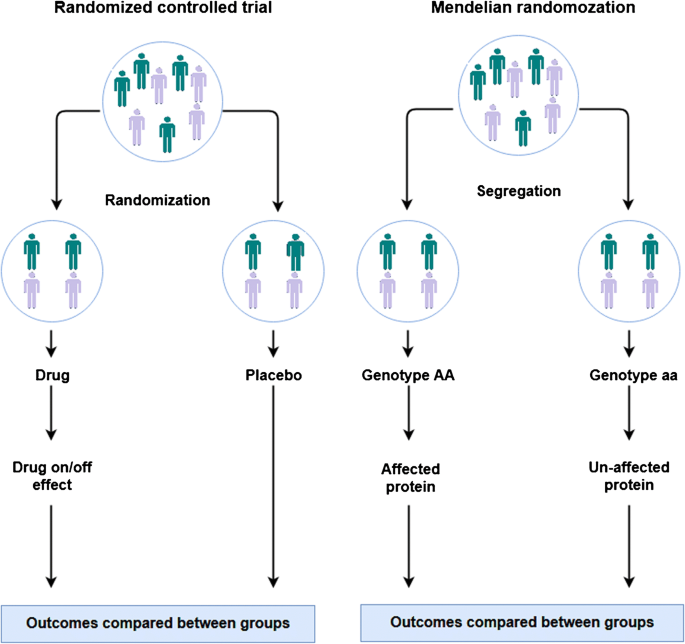 Randomized controlled trial
Randomization
Drug
Placebo
Drug on/off
effect
Outcomes compared between groups
Mendelian randomozation
Segregation
Genotype AA
Genotype aa
Affected
protein
Un-affected
protein
Outcomes compared between groups